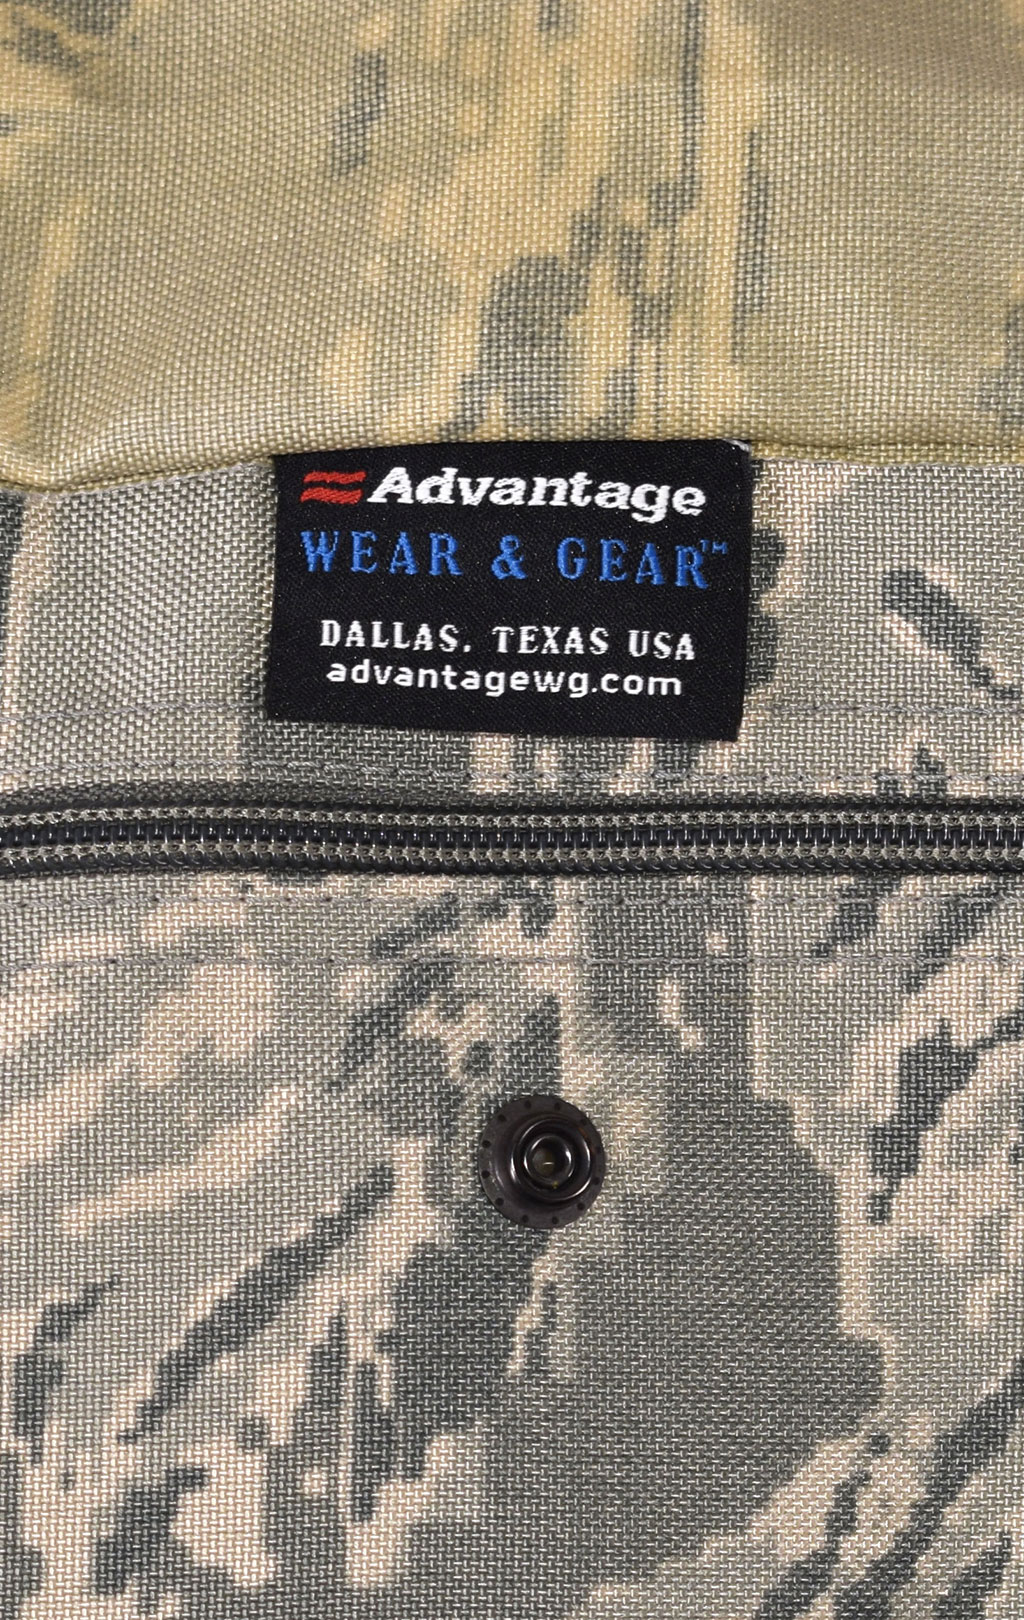 Advantage
WEAR & GEAR™
DALLAS, TEXAS USA
advantagewg.com